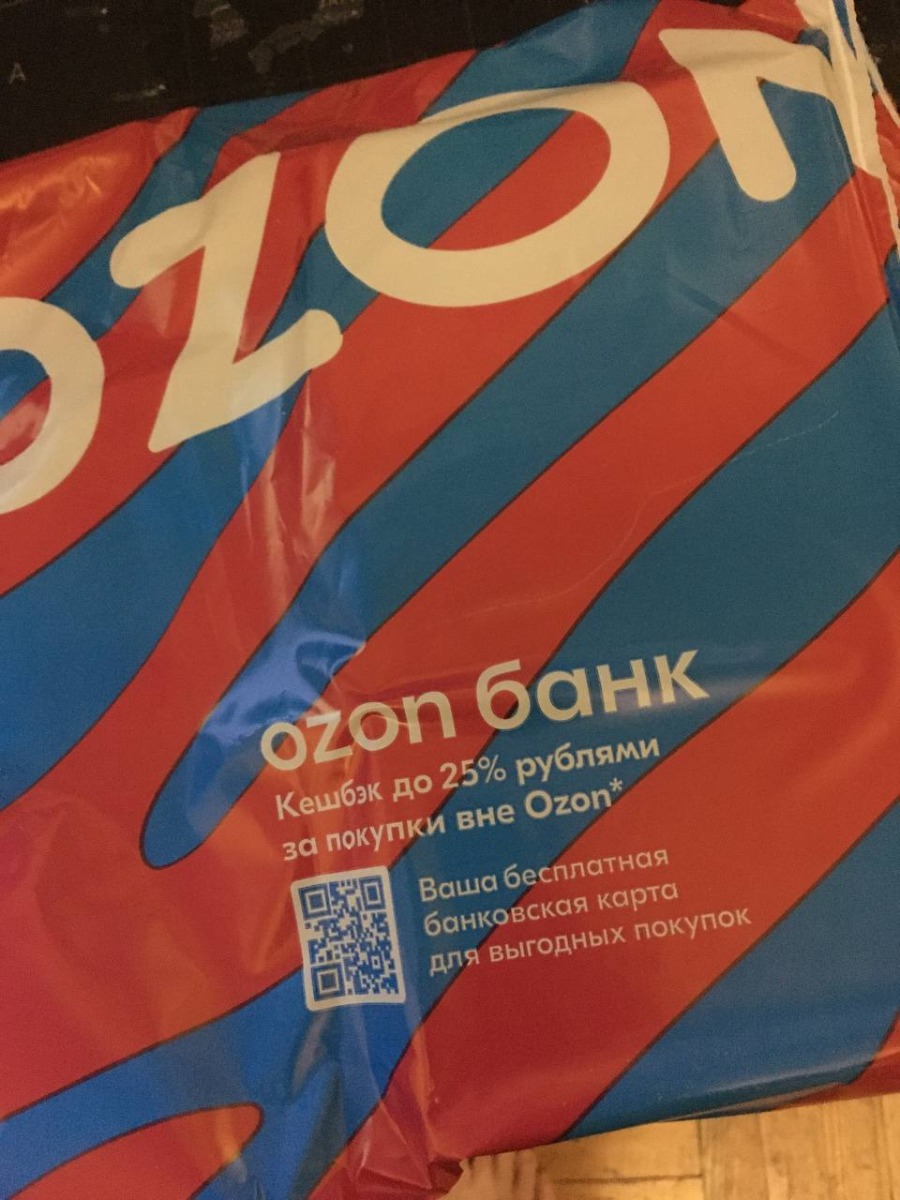 OZON
ozon банк
Кешбэк до 25% рублями
за покупки вне Ozon*
Ваша бесплатная
банковская карта
для выгодных покупок